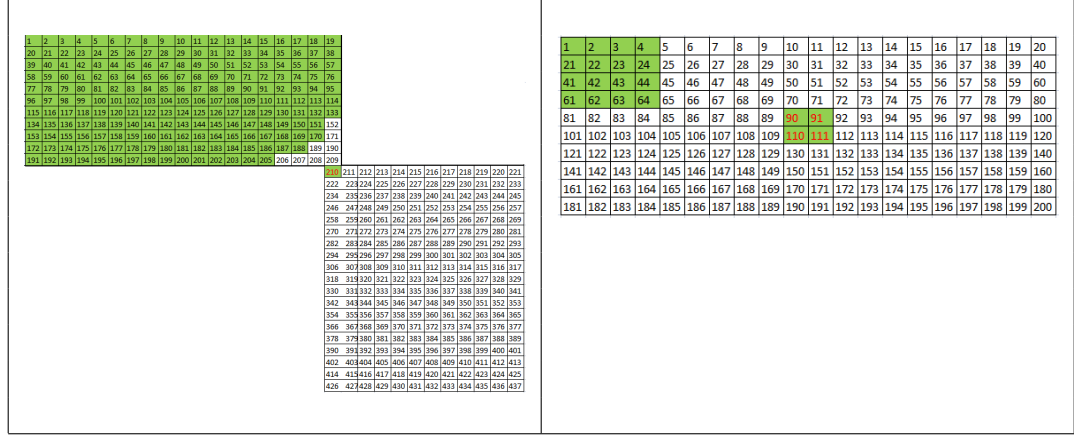 1 2 3 4 5 6 7 8 9 10 11 12 13 14 15 16 17 18 19
20 21 22 23 24 25 26 27 28 29 30 31 32 33 34 35 36 37 38
39 40 41 42 43 44 45 46 47 48 49 50 51 52 53 54 55 56 57
58 59 60 61 62 63 64 65 66 67 68 69 70 71 72 73 74 75 76
77 78 79 80 81 82 83 84 85 86 87 88 89 90 91 92 93 94 95
96 97 98 99 100 101 102 103 104 105 106 107 108 109 110 111 112 113 114
115 116 117 118 119 120 121 122 123 124 125 126 127 128 129 130 131 132 133
134 135 136 137 138 139 140 141 142 143 144 145 146 147 148 149 150 151 152
153 154 155 156 157 158 159 160 161 162 163 164 165 166 167 168 169 170 171
172 173 174 175 176 177 178 179 180 181 182 183 184 185 186 187 188 189 190
191 192 193 194 195 196 197 198 199 200 201 202 203 204 205 206 207 208 209
210 211 212 213 214 215 216 217 218 219 220 221
222 223 224 225 226 227 228 229 230 231 232 233
234 235 236 237 238 239 240 241 242 243 244 245
246 247 248 249 250 251 252 253 254 255 256 257
258 259 260 261 262 263 264 265 266 267 268 269
270 271 272 273 274 275 276 277 278 279 280 281
282 283 284 285 286 287 288 289 290 291 292 293
294 295 296 297 298 299 300 301 302 303 304 305
306 307 308 309 310 311 312 313 314 315 316 317
318 319 320 321 322 323 324 325 326 327 328 329
330 331 332 333 334 335 336 337 338 339 340 341
342 343 344 345 346 347 348 349 350 351 352 353
354 355 356 357 358 359 360 361 362 363 364 365
366 367 368 369 370 371 372 373 374 375 376 377
378 379 380 381 382 383 384 385 386 387 388 389
390 391 392 393 394 395 396 397 398 399 400 401
402 403 404 405 406 407 408 409 410 411 412 413
414 415 416 417 418 419 420 421 422 423 424 425
426 427 428 429 430 431 432 433 434 435 436 437
1 2 3 4 5 6 7 8 9 10 11 12 13 14 15 16 17 18 19 20
21 22 23 24 25 26 27 28 29 30 31 32 33 34 35 36 37 38 39 40
41 42 43 44 45 46 47 48 49 50 51 52 53 54 55 56 57 58 59 60
61 62 63 64 65 66 67 68 69 70 71 72 73 74 75 76 77 78 79 80
81 82 83 84 85 86 87 88 89 90 91 92 93 94 95 96 97 98 99 100
101 102 103 104 105 106 107 108 109 110 111 112 113 114 115 116 117 118 119 120
121 122 123 124 125 126 127 128 129 130 131 132 133 134 135 136 137 138 139 140
141 142 143 144 145 146 147 148 149 150 151 152 153 154 155 156 157 158 159 160
161 162 163 164 165 166 167 168 169 170 171 172 173 174 175 176 177 178 179 180
181 182 183 184 185 186 187 188 189 190 191 192 193 194 195 196 197 198 199 200